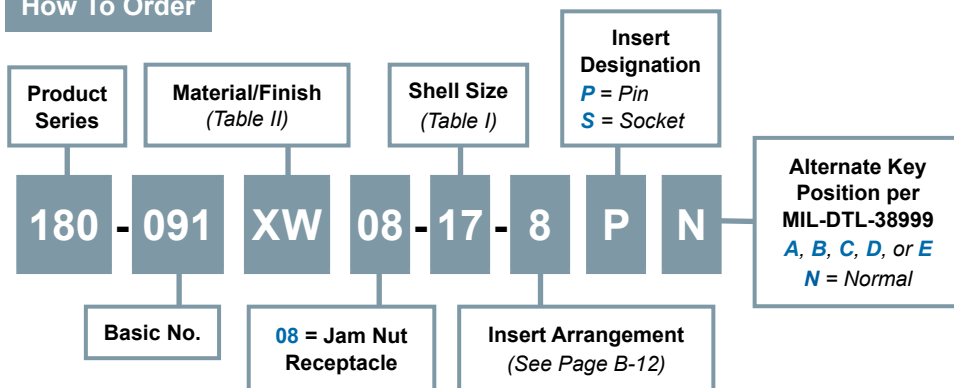 How To Order
Product
Series
Material/Finish
(Table II)
Shell Size
(Table I)
Insert
Designation
P = Pin
S = Socket
180 - 091 XW 08 - 17 - 8 P N
Alternate Key
Position per
MIL-DTL-38999
A, B, C, D, or E
N = Normal
Basic No.
08 = Jam Nut
Receptacle
Insert Arrangement
(See Page B-12)